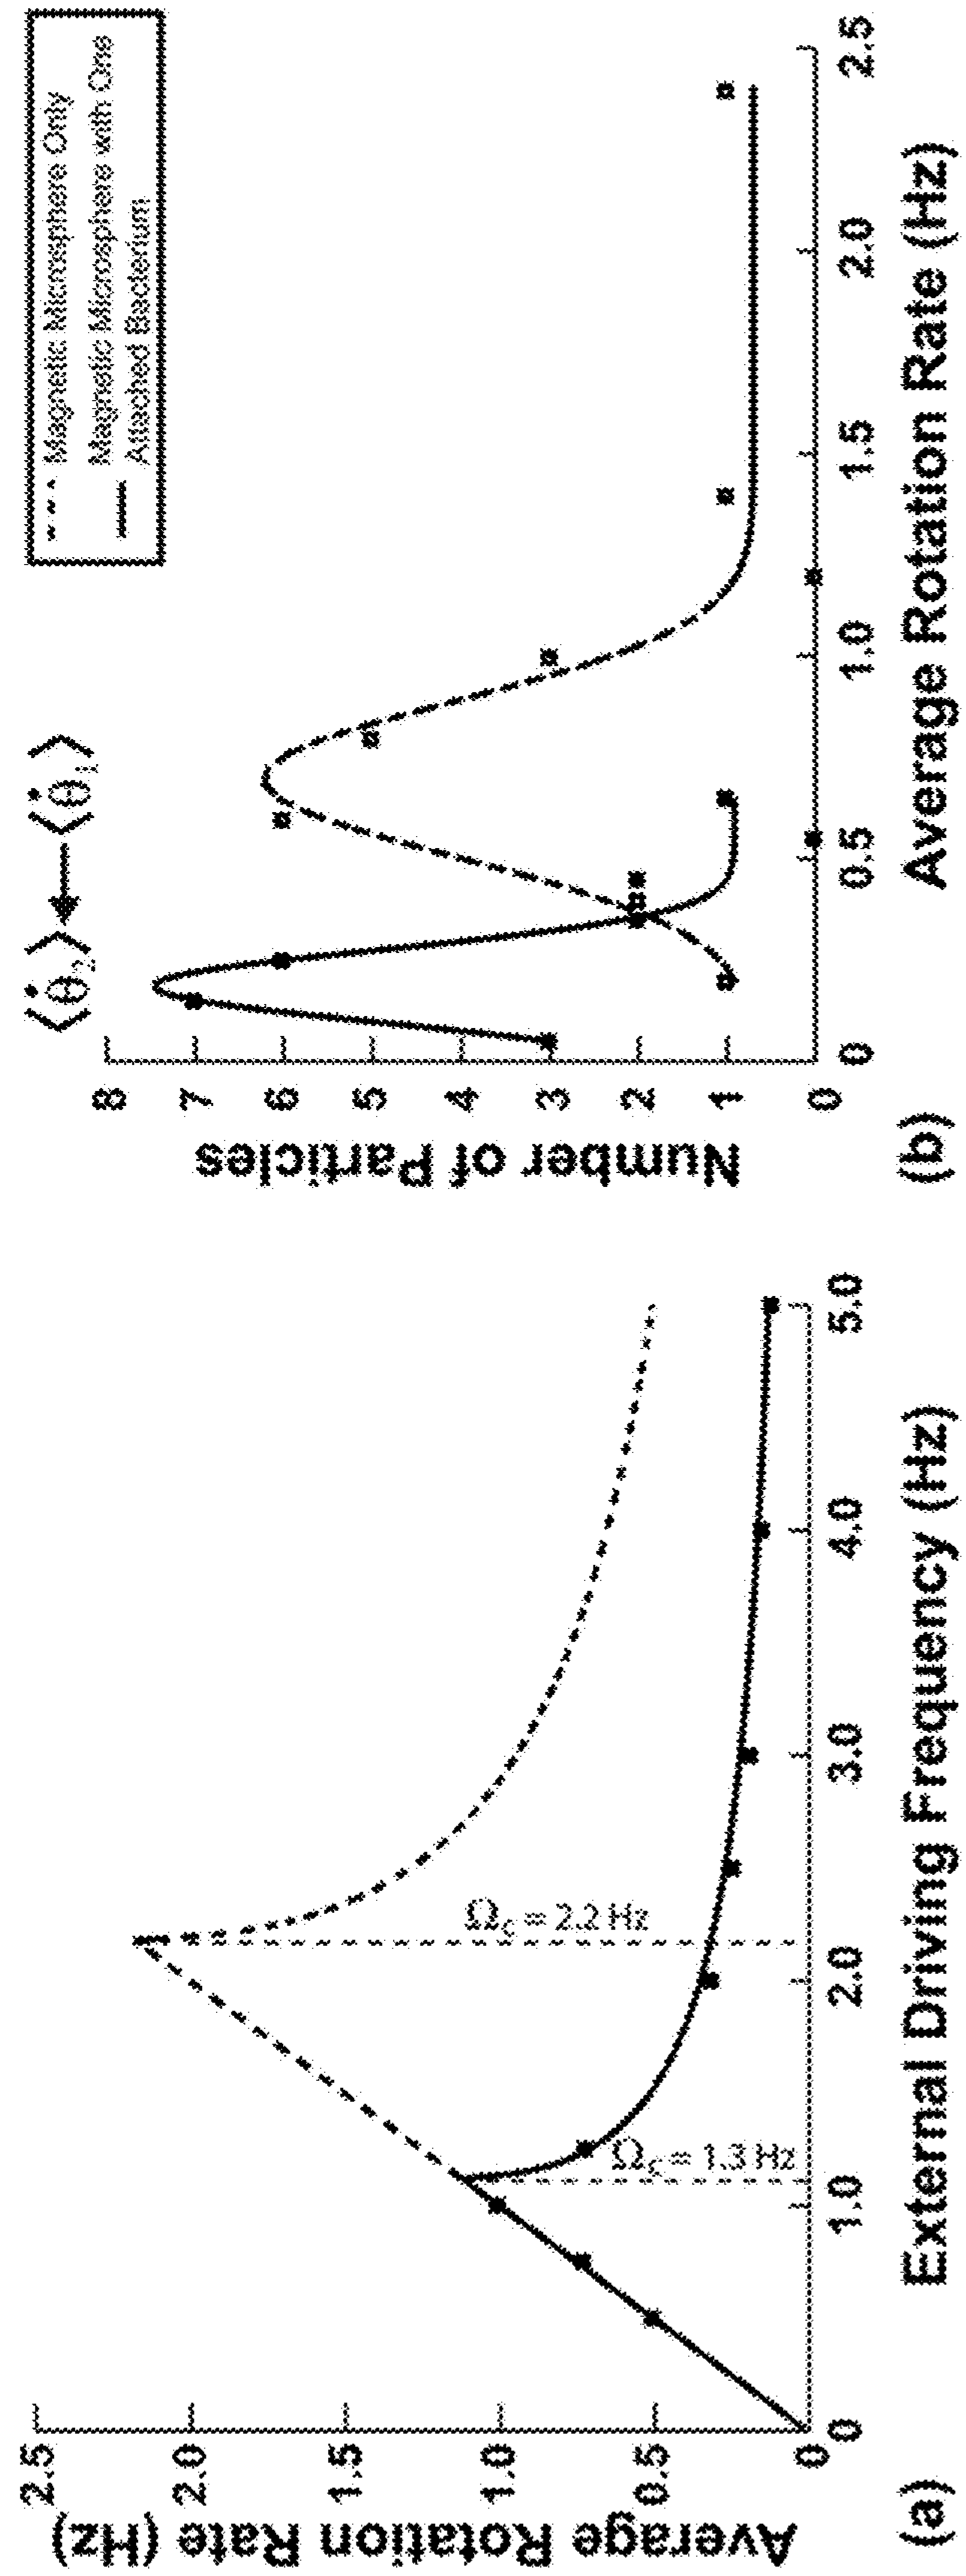 Average Rotation Rate (Hz)
2.5
2.0
1.5
1.0
0.5
0
Ωc = 2.2 Hz
Ωc = 1.3 Hz
0
1.0
2.0
3.0
4.0
5.0
External Driving Frequency (Hz)
(a)
⟨θ̇2⟩ → ⟨θ̇1⟩
Magnetic Microsphere Only
Magnetic Microsphere with One
Attached Bacterium
Number of Particles
8
7
6
5
4
3
2
1
0
0
0.5
1.0
1.5
2.0
2.5
Average Rotation Rate (Hz)
(b)